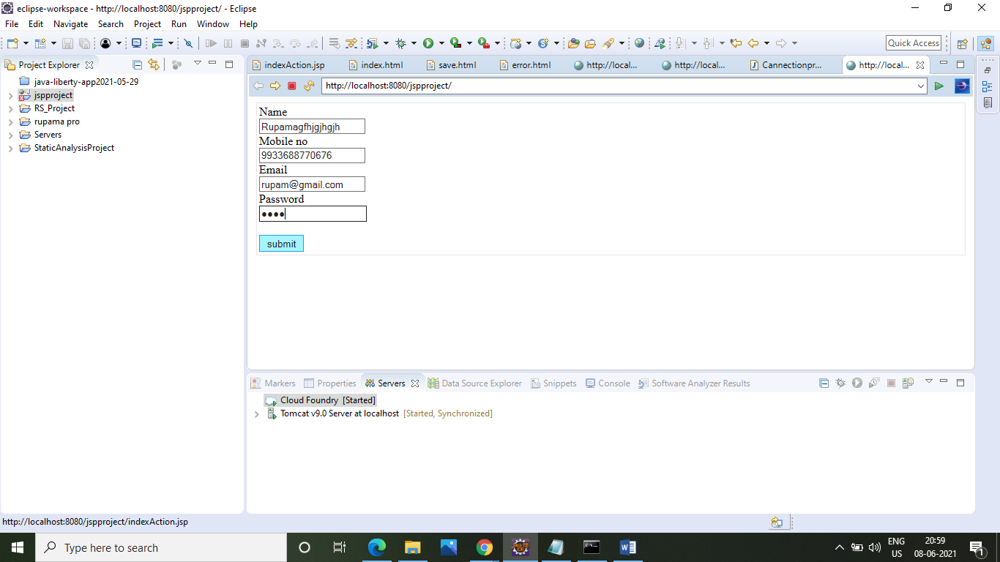 eclipse-workspace - http://localhost:8080/jspproject/ - Eclipse
File Edit Navigate Search Project Run Window Help
Quick Access
Project Explorer
java-liberty-app2021-05-29
jspproject
RS_Project
rupama pro
Servers
StaticAnalysisProject
indexAction.jsp index.html save.html error.html http://local... http://local... Cannectionpr... http://local...
http://localhost:8080/jspproject/
Name
Rupamagfhjgjhgjh
Mobile no
9933688770676
Email
rupam@gmail.com
Password
••••
submit
Markers Properties Servers Data Source Explorer Snippets Console Software Analyzer Results
Cloud Foundry [Started]
Tomcat v9.0 Server at localhost [Started, Synchronized]
http://localhost:8080/jspproject/indexAction.jsp
Type here to search
ENG
US
20:59
08-06-2021
1